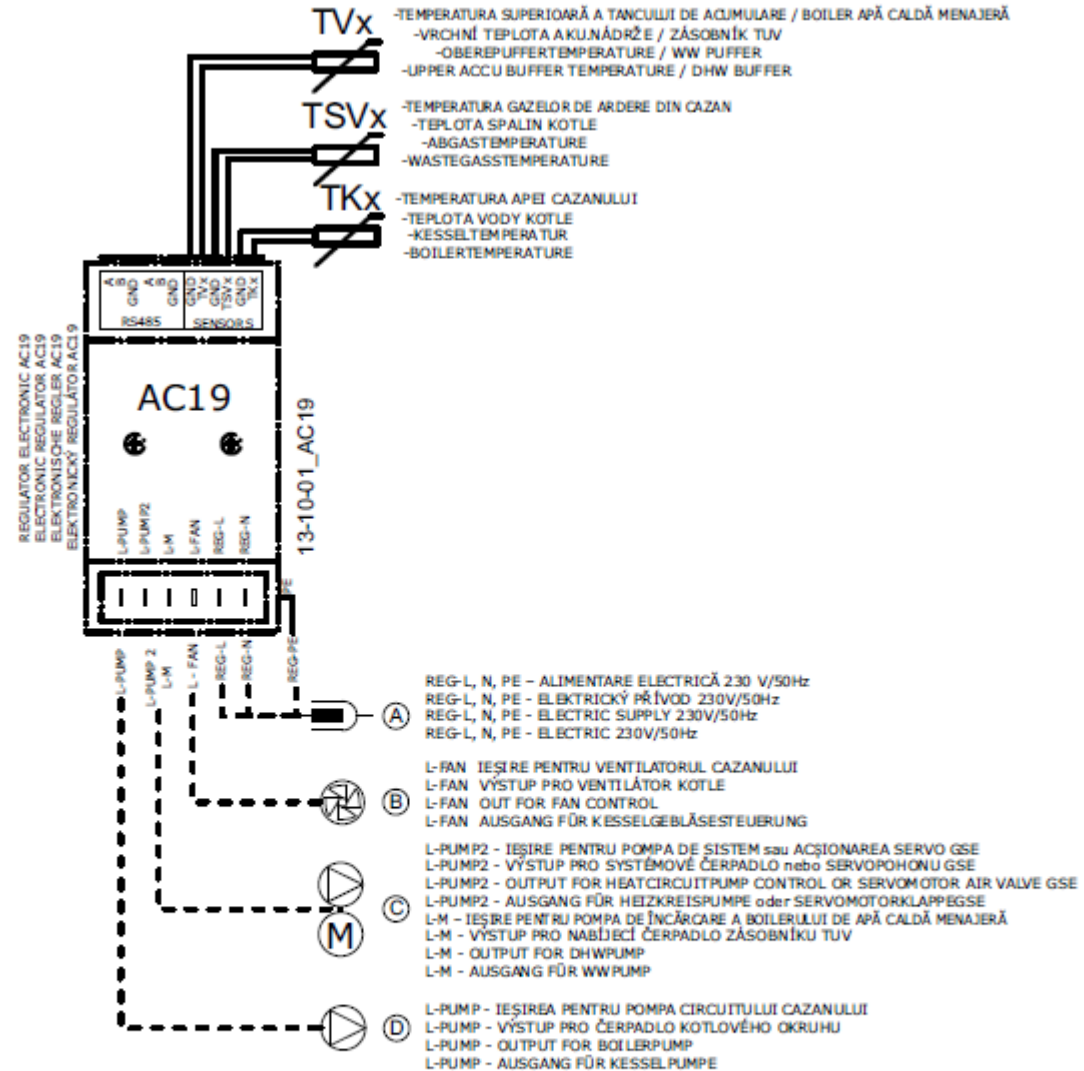 TVx
-TEMPERATURA SUPERIOARĂ A TANCULUI DE ACUMULARE / BOILER APĂ CALDĂ MENAJERĂ
-VRCHNÍ TEPLOTA AKU.NÁDRŽE / ZÁSOBNÍK TUV
-OBEREPUFFERTEMPERATURE / WW PUFFER
-UPPER ACCU BUFFER TEMPERATURE / DHW BUFFER
TSVx
-TEMPERATURA GAZELOR DE ARDERE DIN CAZAN
-TEPLOTA SPALIN KOTLE
-ABGASTEMPERATURE
-WASTEGASSTEMPERATURE
TKx
-TEMPERATURA APEI CAZANULUI
-TEPLOTA VODY KOTLE
-KESSELTEMPERATUR
-BOILERTEMPERATURE
A B GND A B GND
GND TVx GND TSVx GND TKx
RS485 SENSORS
REGULATOR ELECTRONIC AC19
ELECTRONIC REGULATOR AC19
ELEKTRONISCHE REGLER AC19
ELEKTRONICKÝ REGULÁTOR AC19
AC19
13-10-01_AC19
L-PUMP
L-PUMP2
L-M
L-FAN
REG-L
REG-N
PE
L-PUMP
L-PUMP 2
L-M
L - FAN
REG-L
REG-N
REG-PE
A
REG-L, N, PE – ALIMENTARE ELECTRICĂ 230 V/50Hz
REG-L, N, PE - ELEKTRICKÝ PŘÍVOD 230V/50Hz
REG-L, N, PE - ELECTRIC SUPPLY 230V/50Hz
REG-L, N, PE - ELECTRIC 230V/50Hz
B
L-FAN IEȘIRE PENTRU VENTILATORUL CAZANULUI
L-FAN VÝSTUP PRO VENTILÁTOR KOTLE
L-FAN OUT FOR FAN CONTROL
L-FAN AUSGANG FÜR KESSELGEBLÄSESTEUERUNG
M
C
L-PUMP2 - IEȘIRE PENTRU POMPA DE SISTEM sau ACȘIONAREA SERVO GSE
L-PUMP2 - VÝSTUP PRO SYSTÉMOVÉ ČERPADLO nebo SERVOPOHONU GSE
L-PUMP2 - OUTPUT FOR HEATCIRCUITPUMP CONTROL OR SERVOMOTOR AIR VALVE GSE
L-PUMP2 - AUSGANG FÜR HEIZKREISPUMPE oder SERVOMOTORKLAPPEGSE
L-M – IEȘIRE PENTRU POMPA DE ÎNCĂRCARE A BOILERULUI DE APĂ CALDĂ MENAJERĂ
L-M - VÝSTUP PRO NABÍJECÍ ČERPADLO ZÁSOBNÍKU TUV
L-M - OUTPUT FOR DHWPUMP
L-M - AUSGANG FÜR WWPUMP
D
L-PUMP - IEȘIREA PENTRU POMPA CIRCUITULUI CAZANULUI
L-PUMP - VÝSTUP PRO ČERPADLO KOTLOVÉHO OKRUHU
L-PUMP - OUTPUT FOR BOILERPUMP
L-PUMP - AUSGANG FÜR KESSELPUMPE